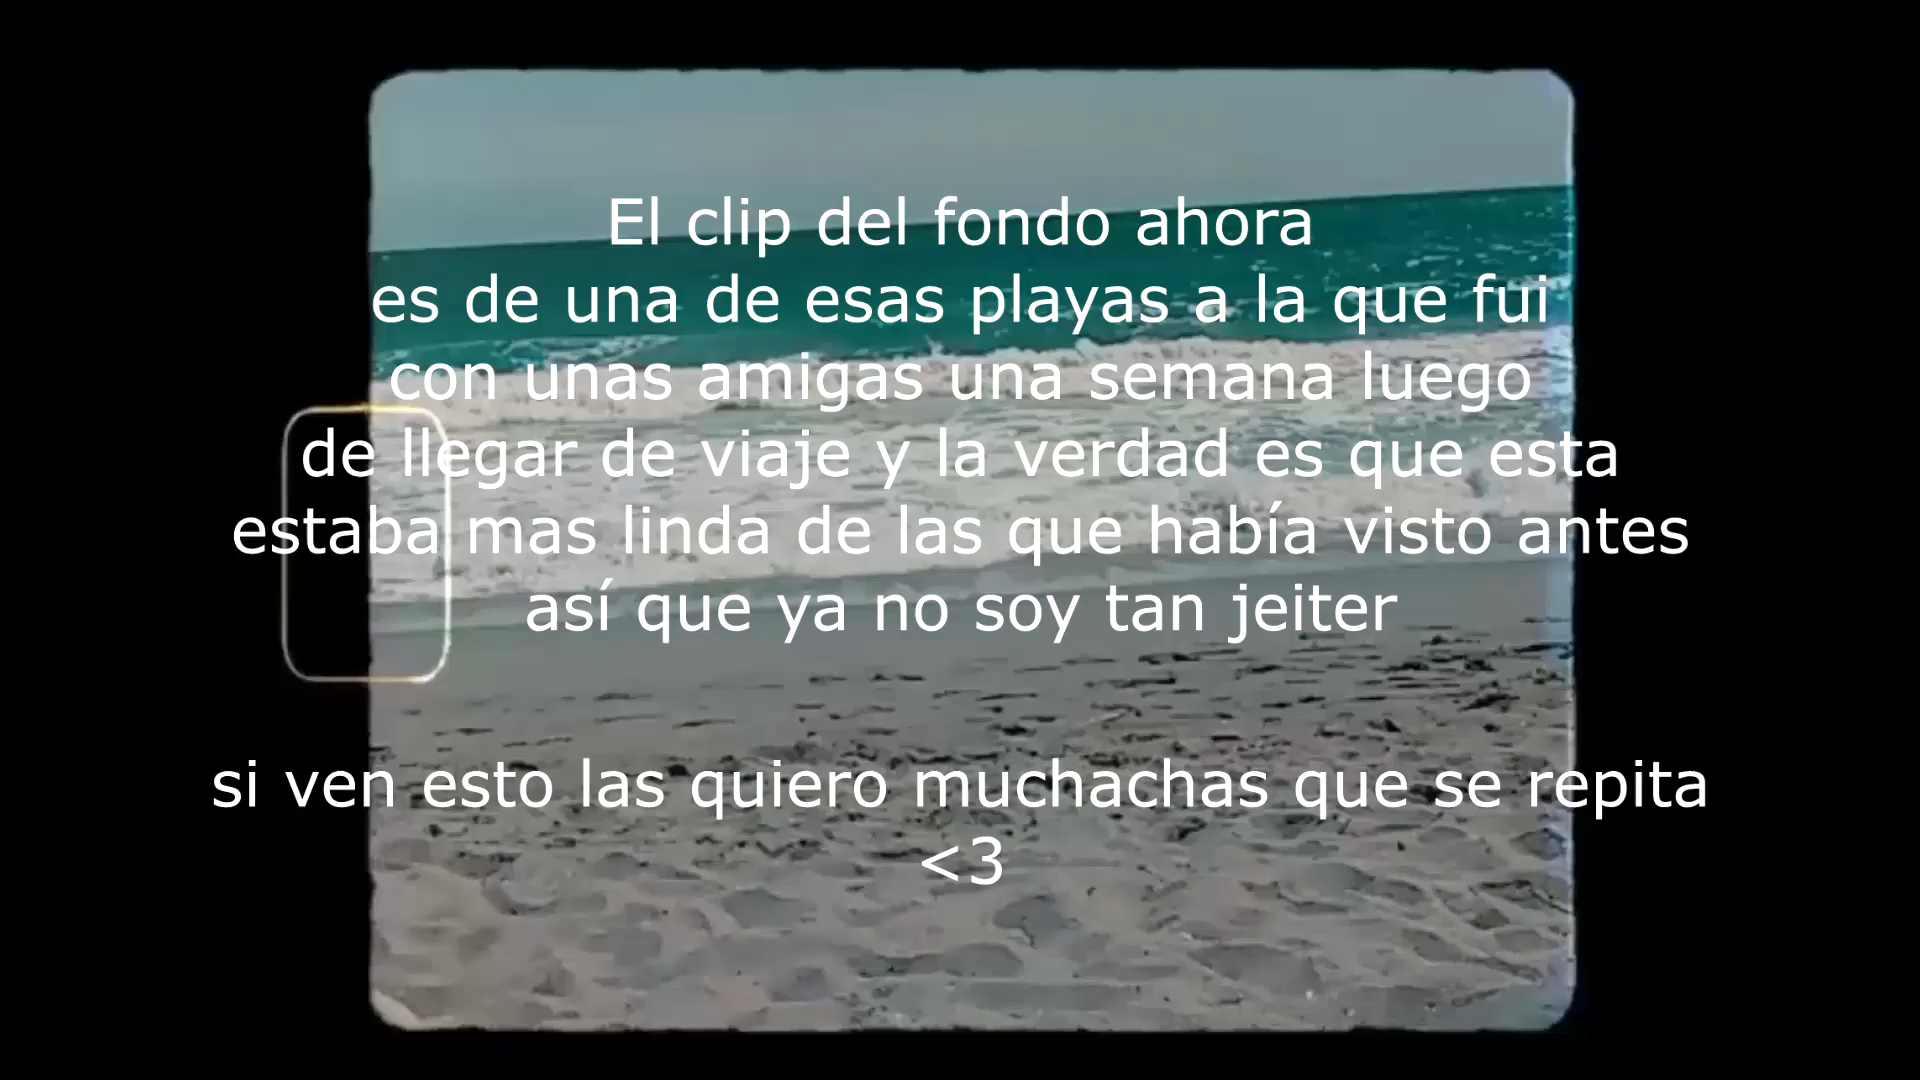 El clip del fondo ahora
es de una de esas playas a la que fui
con unas amigas una semana luego
de llegar de viaje y la verdad es que esta
estaba mas linda de las que había visto antes
así que ya no soy tan jeiter
si ven esto las quiero muchachas que se repita
<3